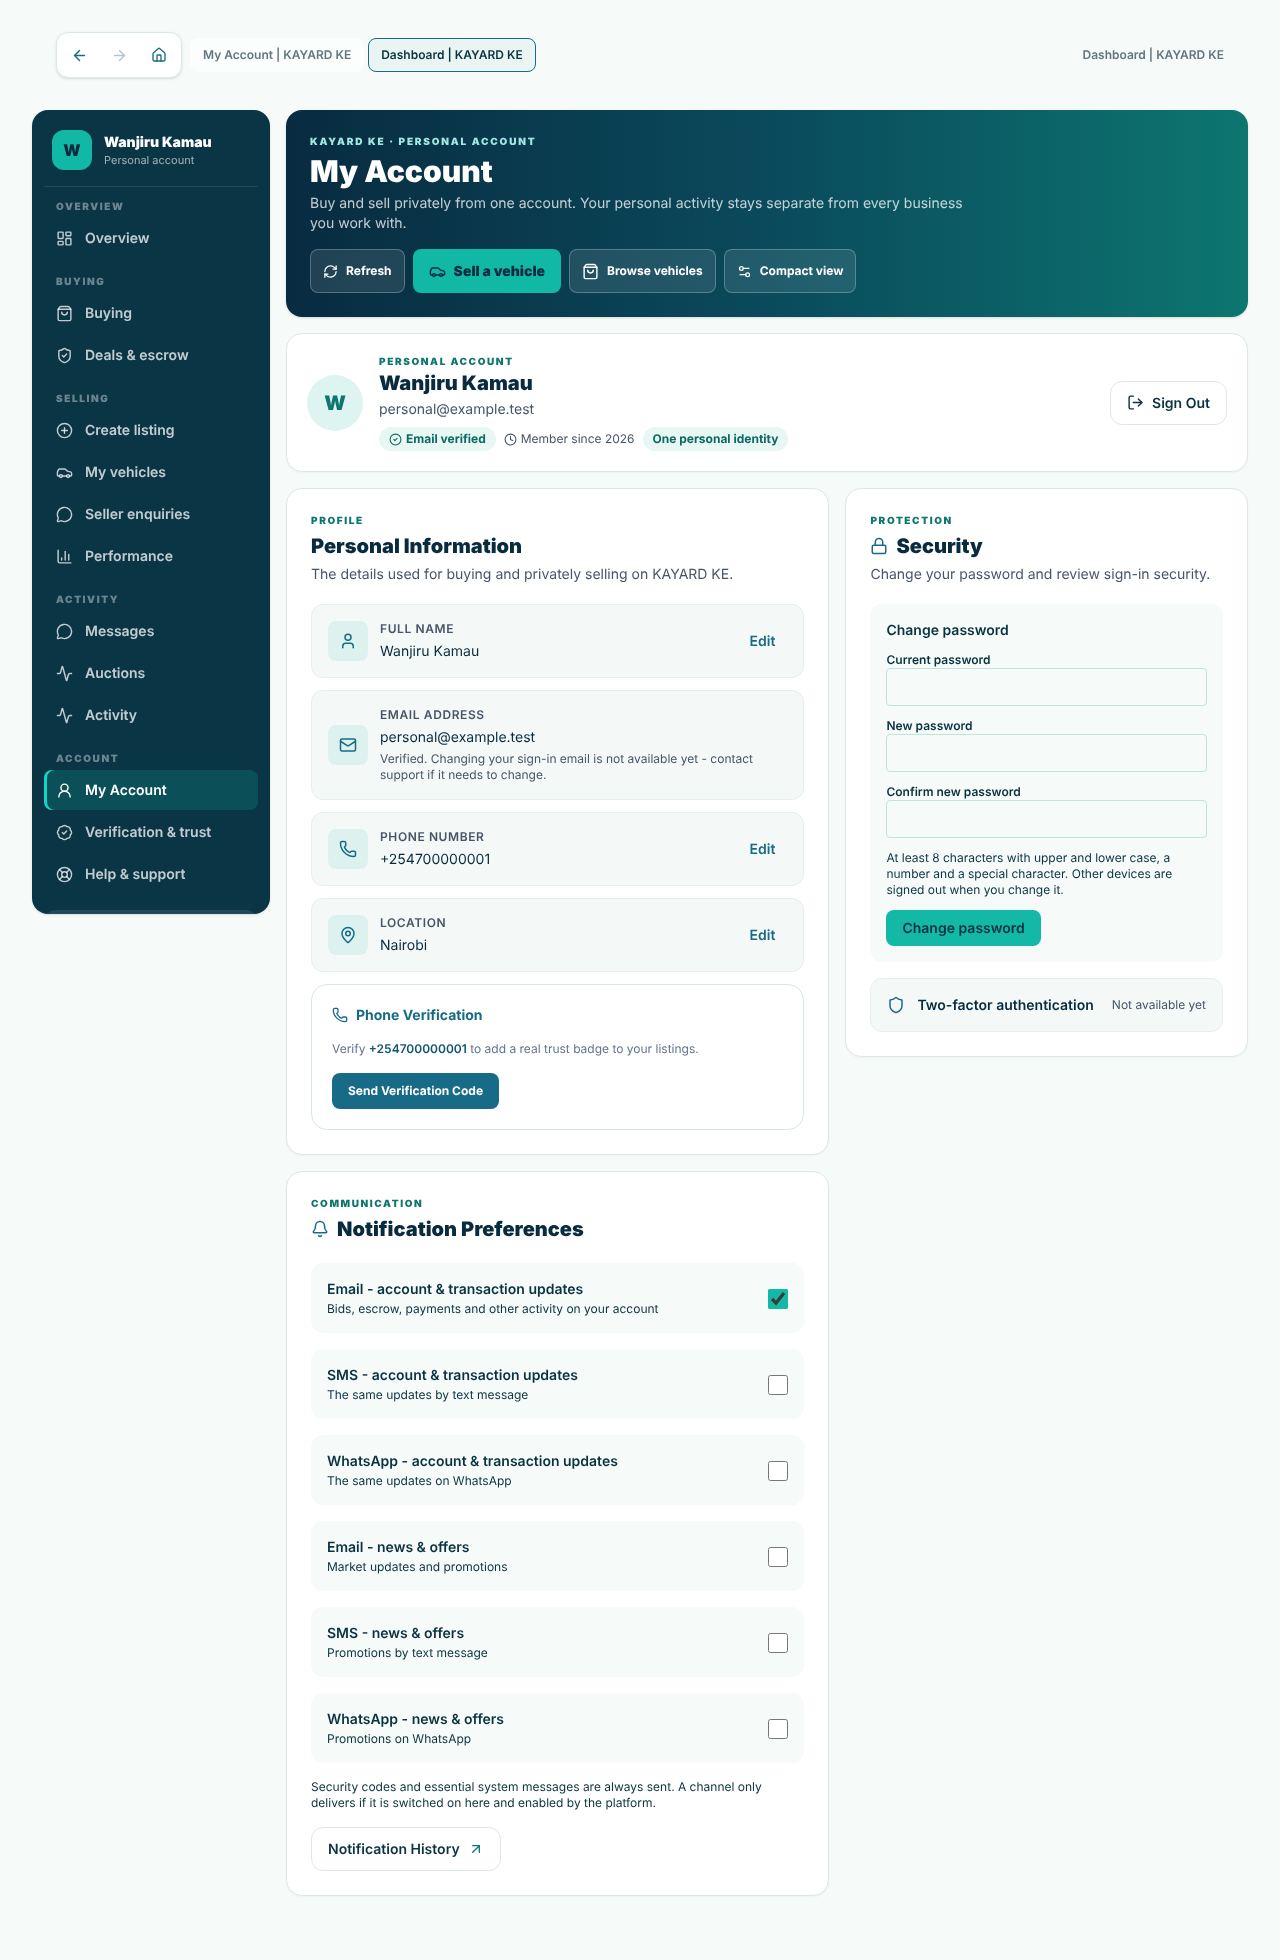 My Account | KAYARD KE
Dashboard | KAYARD KE
Dashboard | KAYARD KE
W
Wanjiru Kamau
Personal account
OVERVIEW
Overview
BUYING
Buying
Deals & escrow
SELLING
Create listing
My vehicles
Seller enquiries
Performance
ACTIVITY
Messages
Auctions
Activity
ACCOUNT
My Account
Verification & trust
Help & support
KAYARD KE · PERSONAL ACCOUNT
My Account
Buy and sell privately from one account. Your personal activity stays separate from every business
you work with.
Refresh
Sell a vehicle
Browse vehicles
Compact view
W
PERSONAL ACCOUNT
Wanjiru Kamau
personal@example.test
Email verified
Member since 2026
One personal identity
Sign Out
PROFILE
Personal Information
The details used for buying and privately selling on KAYARD KE.
FULL NAME
Wanjiru Kamau
Edit
EMAIL ADDRESS
personal@example.test
Verified. Changing your sign-in email is not available yet - contact
support if it needs to change.
PHONE NUMBER
+254700000001
Edit
LOCATION
Nairobi
Edit
Phone Verification
Verify +254700000001 to add a real trust badge to your listings.
Send Verification Code
PROTECTION
Security
Change your password and review sign-in security.
Change password
Current password
New password
Confirm new password
At least 8 characters with upper and lower case, a
number and a special character. Other devices are
signed out when you change it.
Change password
Two-factor authentication
Not available yet
COMMUNICATION
Notification Preferences
Email - account & transaction updates
Bids, escrow, payments and other activity on your account
SMS - account & transaction updates
The same updates by text message
WhatsApp - account & transaction updates
The same updates on WhatsApp
Email - news & offers
Market updates and promotions
SMS - news & offers
Promotions by text message
WhatsApp - news & offers
Promotions on WhatsApp
Security codes and essential system messages are always sent. A channel only
delivers if it is switched on here and enabled by the platform.
Notification History